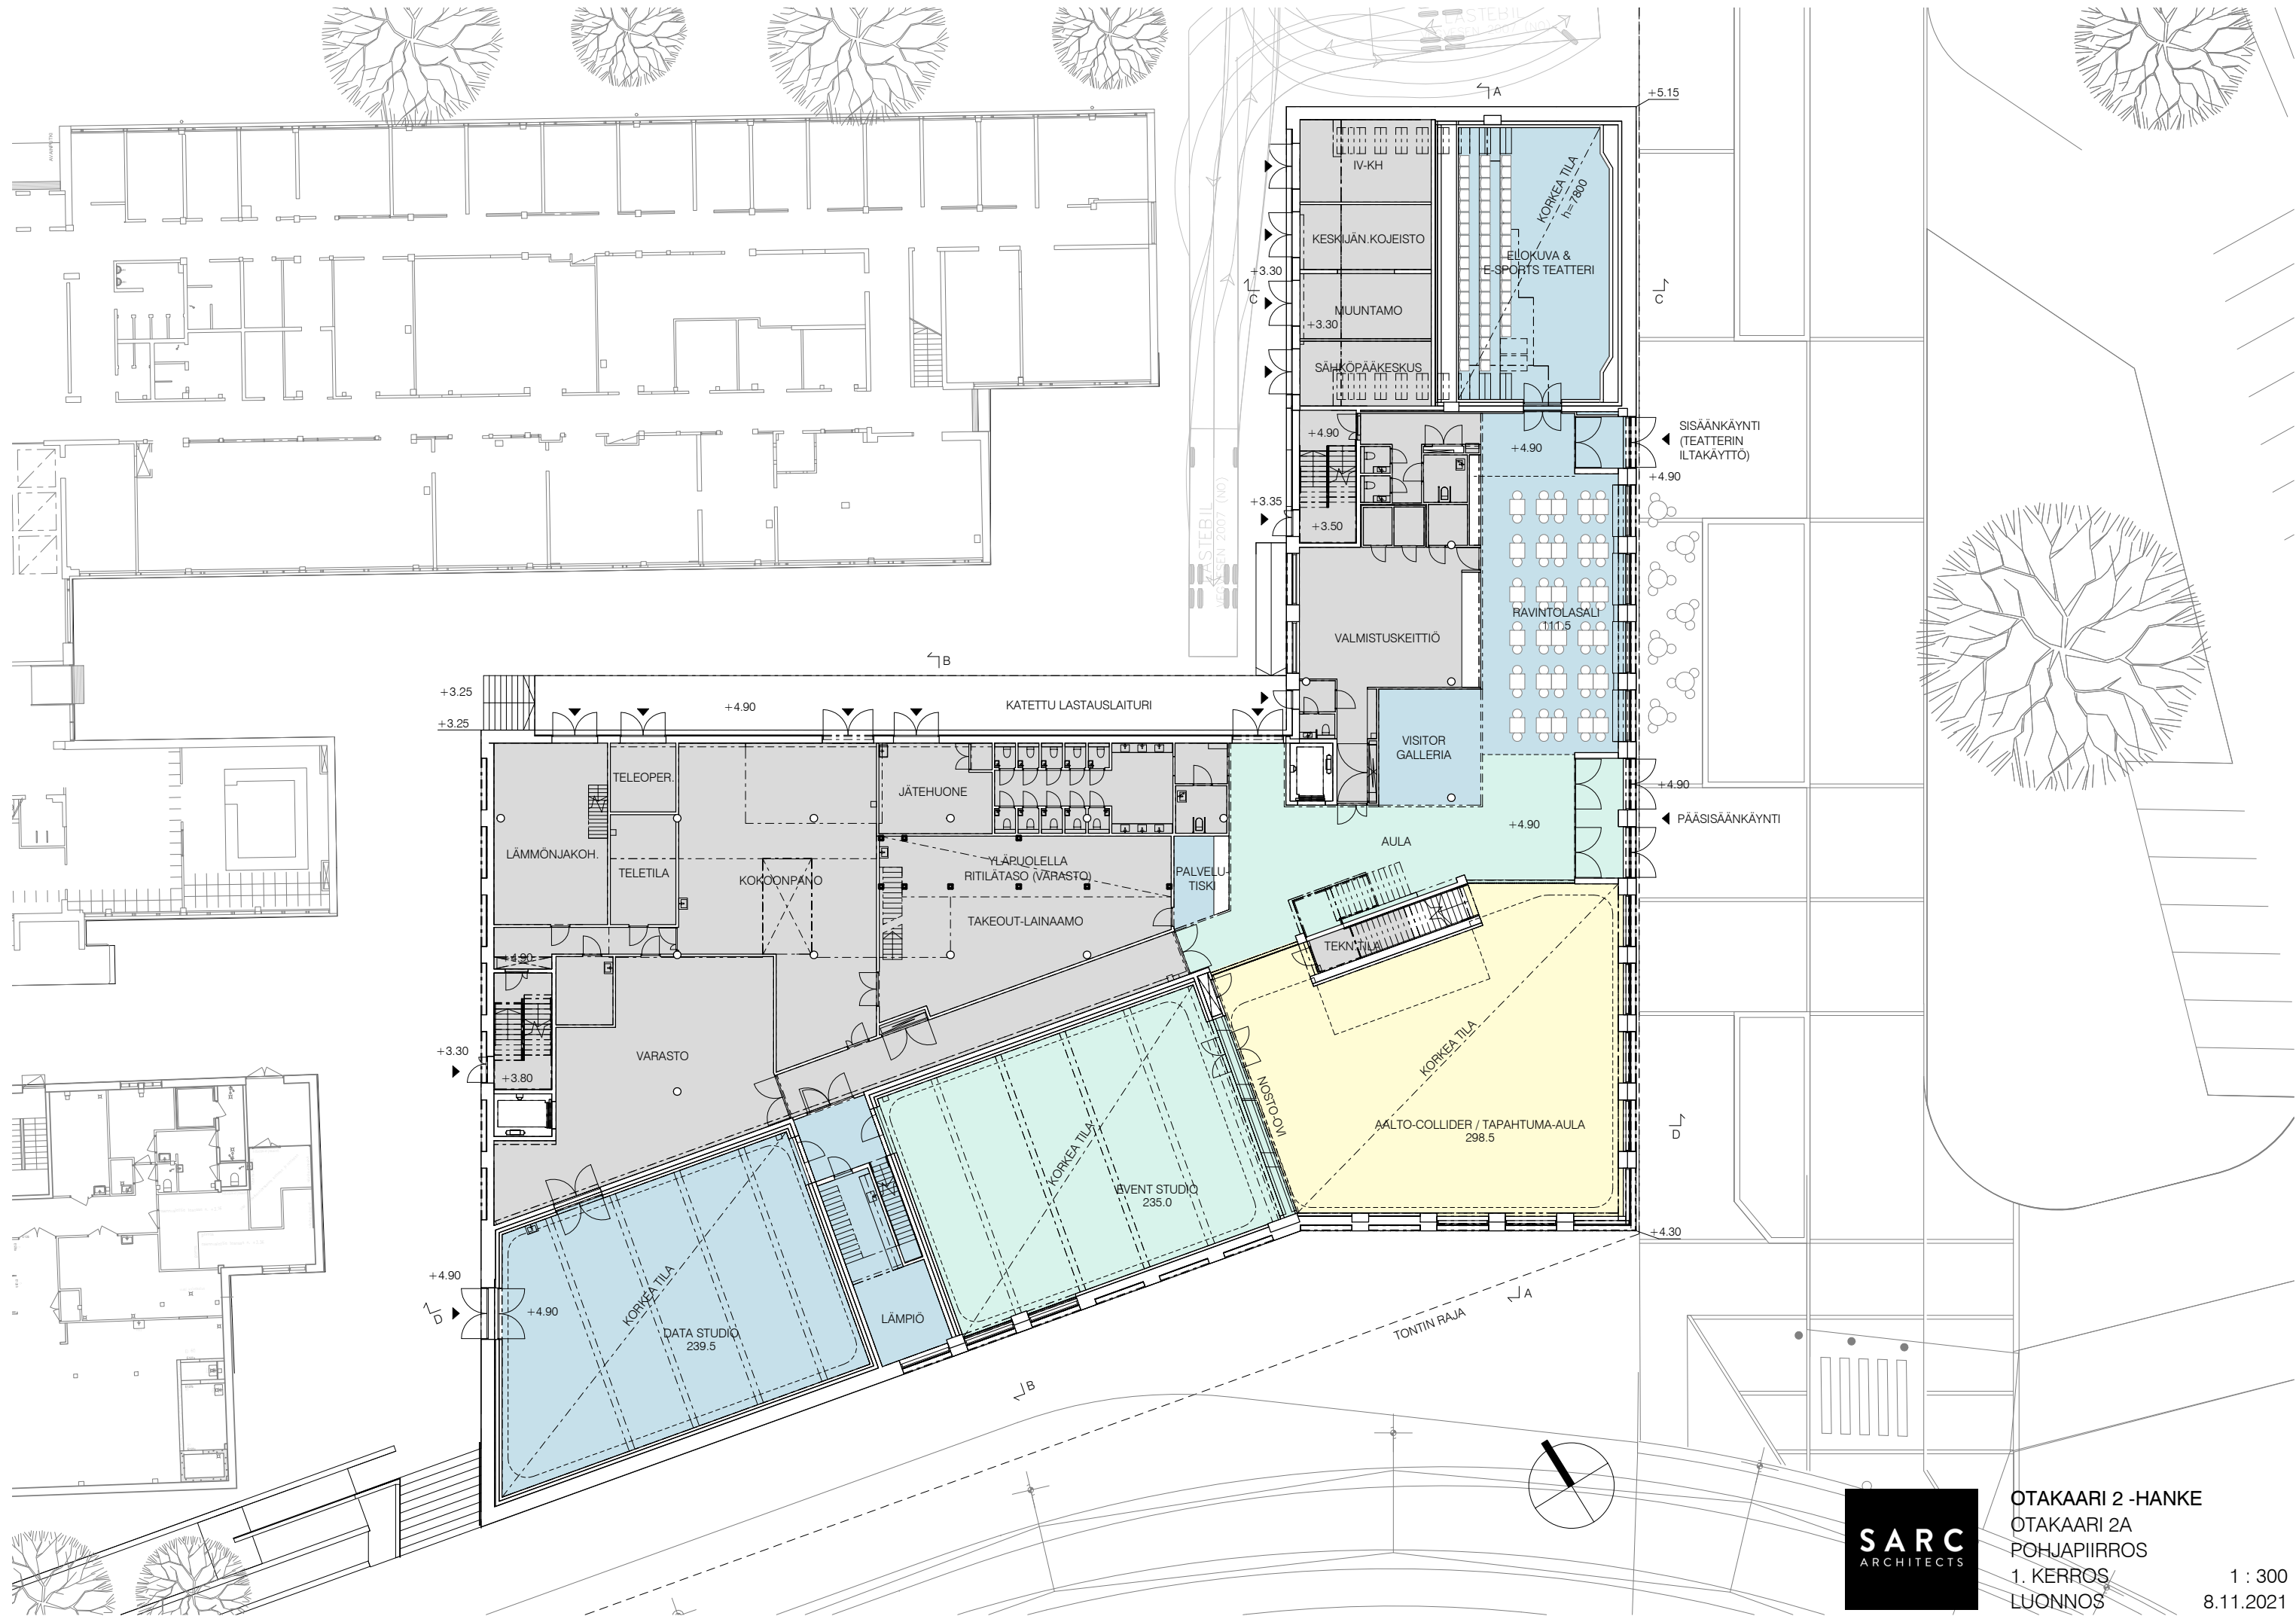 LASTEBIL
A
+5.15
IV-KH
KORKEA TILA
h=7800
KESKIJÄN.KOJEISTO
ELOKUVA &
E-SPORTS TEATTERI
+3.30
C
C
MUUNTAMO
+3.30
SÄHKÖPÄÄKESKUS
+4.90
+4.90
SISÄÄNKÄYNTI
(TEATTERIN
ILTAKÄYTTÖ)
+4.90
+3.35
+3.50
LASTEBIL
2007 (NO)
RAVINTOLASALI
111.5
VALMISTUSKEITTIÖ
B
+3.25
+4.90
KATETTU LASTAUSLAITURI
+3.25
VISITOR
GALLERIA
TELEOPER.
JÄTEHUONE
+4.90
+4.90
PÄÄSISÄÄNKÄYNTI
AULA
LÄMMÖNJAKOH.
TELETILA
KOKOONPANO
YLÄPUOLELLA
RITILÄTASO (VARASTO)
PALVELU-
TISKI
TAKEOUT-LAINAAMO
TEKN.TILA
+4.90
+3.30
VARASTO
+3.80
KORKEA TILA
NOSTO-OVI
AALTO-COLLIDER / TAPAHTUMA-AULA
298.5
D
KORKEA TILA
EVENT STUDIO
235.0
+4.30
+4.90
D
+4.90
KORKEA TILA
DATA STUDIO
239.5
LÄMPIÖ
A
TONTIN RAJA
B
SARC
ARCHITECTS
OTAKAARI 2 -HANKE
OTAKAARI 2A
POHJAPIIRROS
1. KERROS 1 : 300
LUONNOS 8.11.2021